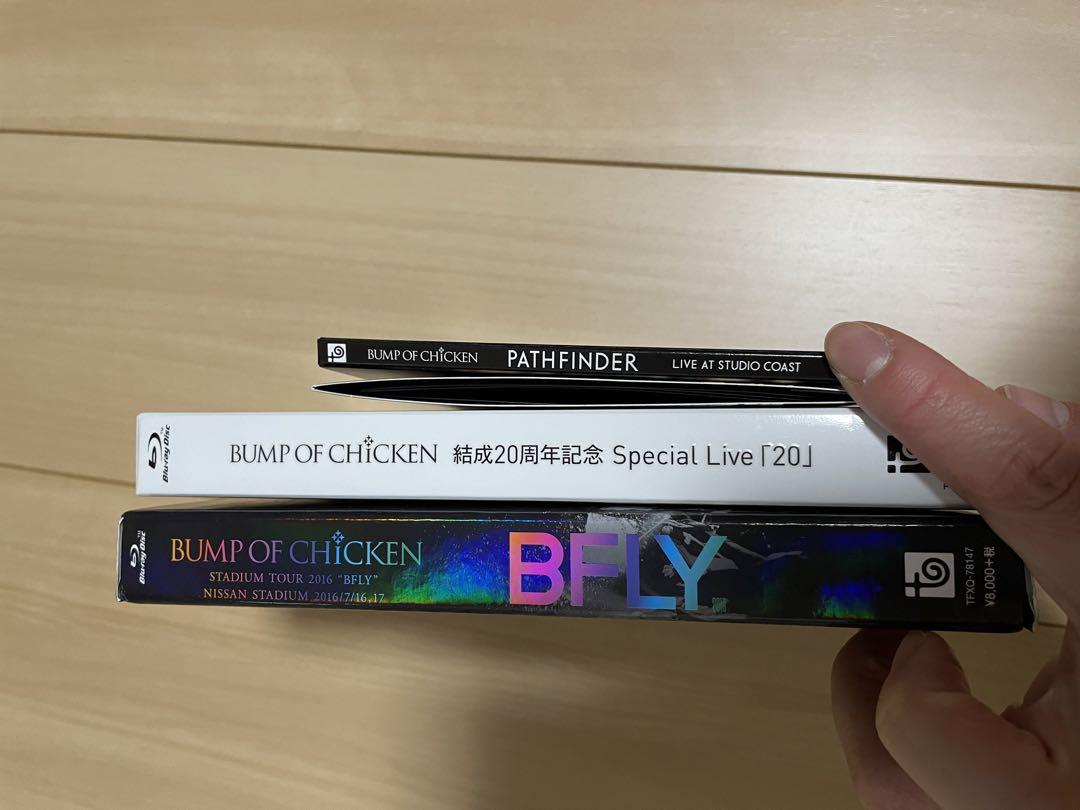 BUMP OF CHiCKEN PATHFINDER LIVE AT STUDIO COAST
Blu-ray Disc
BUMP OF CHiCKEN 結成20周年記念 Special Live「20」
Blu-ray Disc
BUMP OF CHiCKEN
STADIUM TOUR 2016 "BFLY"
NISSAN STADIUM 2016/7/16,17
BFLY
TFXQ-78147
¥8,000+税